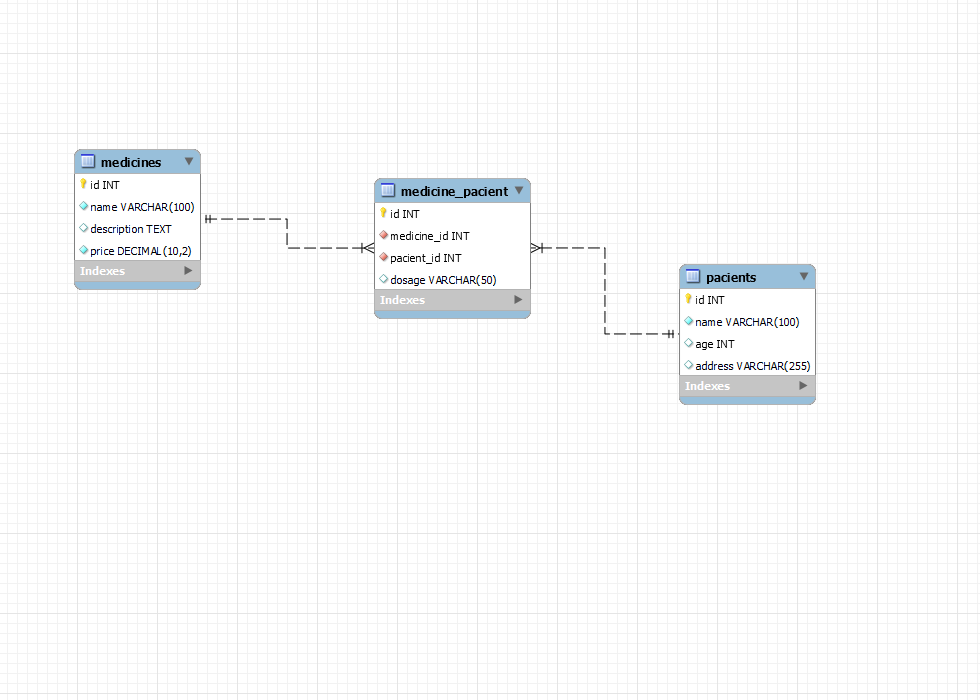 medicines
id INT
name VARCHAR(100)
description TEXT
price DECIMAL(10,2)
Indexes
medicine_pacient
id INT
medicine_id INT
pacient_id INT
dosage VARCHAR(50)
Indexes
pacients
id INT
name VARCHAR(100)
age INT
address VARCHAR(255)
Indexes